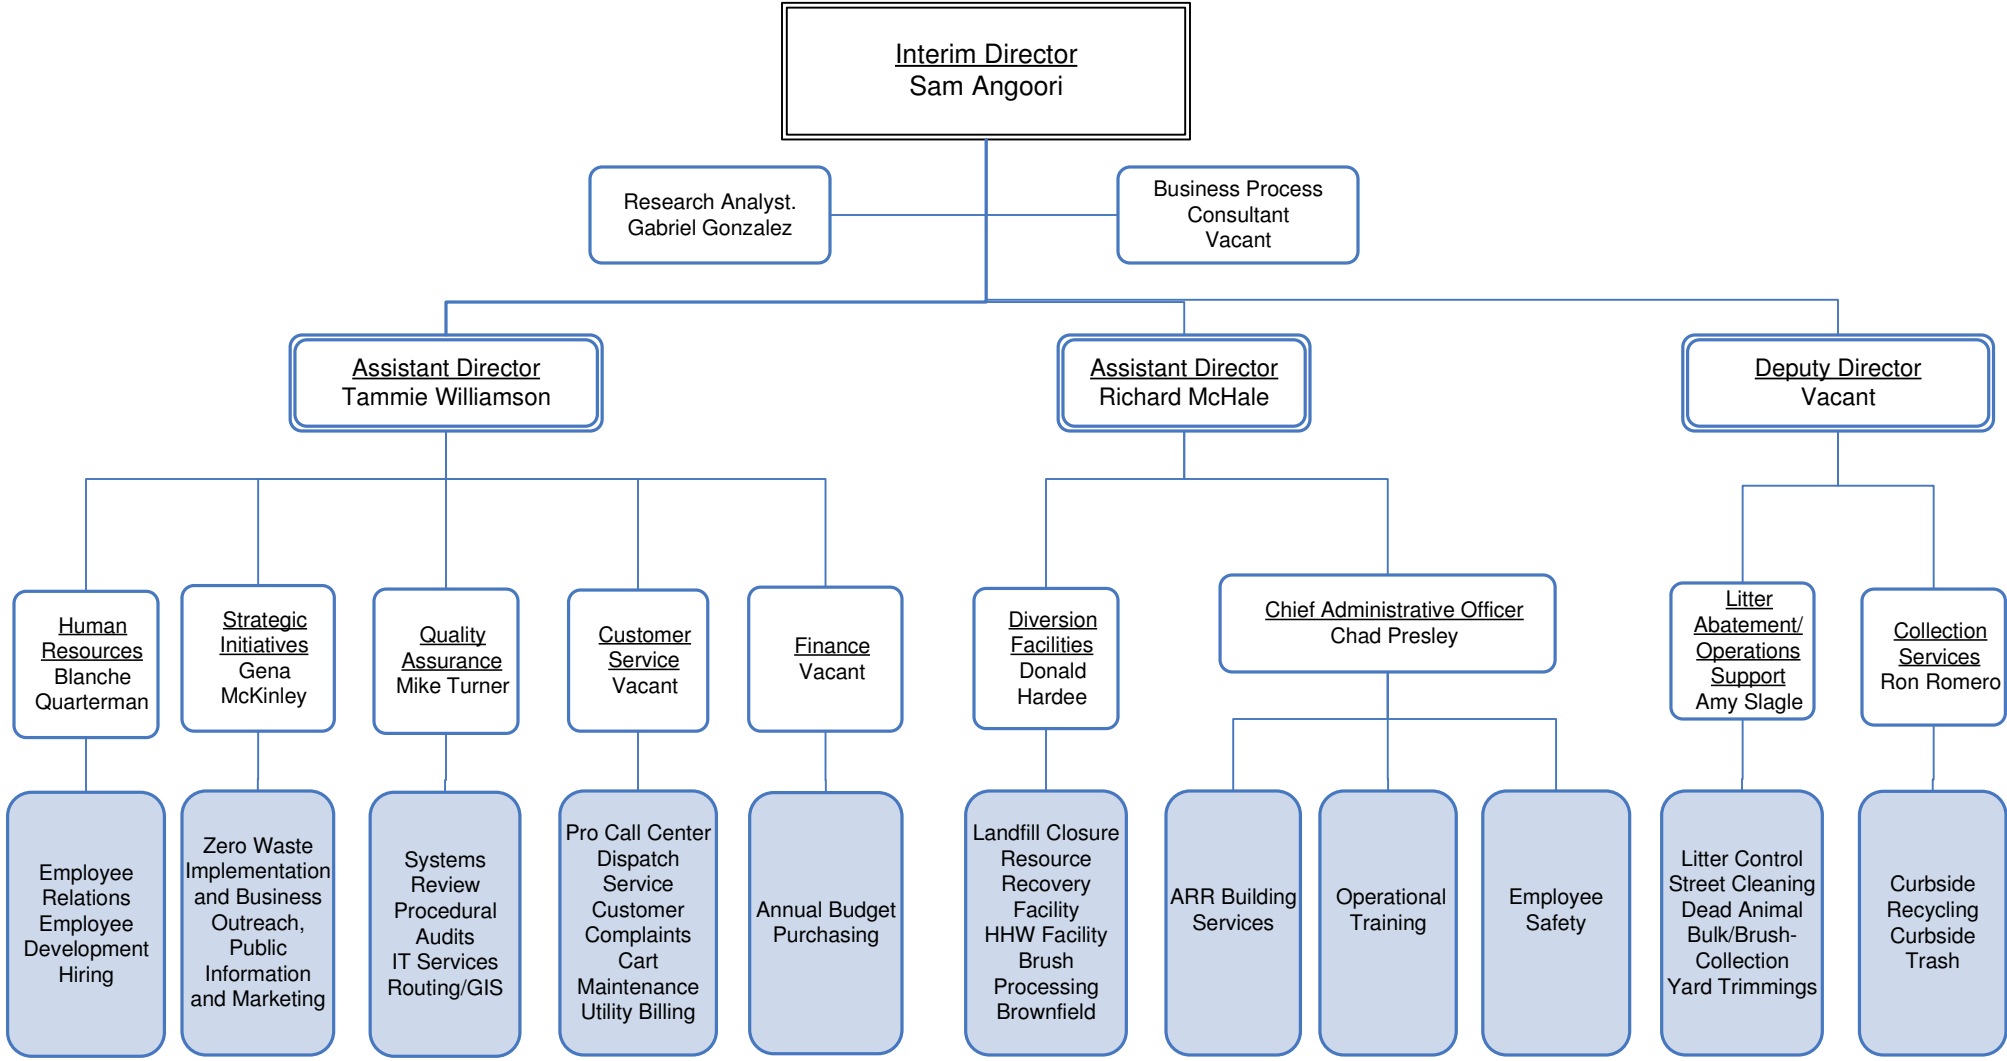 Interim Director
Sam Angoori
Research Analyst.
Gabriel Gonzalez
Business Process
Consultant
Vacant
Assistant Director
Tammie Williamson
Assistant Director
Richard McHale
Deputy Director
Vacant
Human
Resources
Blanche
Quarterman
Strategic
Initiatives
Gena
McKinley
Quality
Assurance
Mike Turner
Customer
Service
Vacant
Finance
Vacant
Diversion
Facilities
Donald
Hardee
Chief Administrative Officer
Chad Presley
Litter
Abatement/
Operations
Support
Amy Slagle
Collection
Services
Ron Romero
Employee
Relations
Employee
Development
Hiring
Zero Waste
Implementation
and Business
Outreach,
Public
Information
and Marketing
Systems
Review
Procedural
Audits
IT Services
Routing/GIS
Pro Call Center
Dispatch
Service
Customer
Complaints
Cart
Maintenance
Utility Billing
Annual Budget
Purchasing
Landfill Closure
Resource
Recovery
Facility
HHW Facility
Brush
Processing
Brownfield
ARR Building
Services
Operational
Training
Employee
Safety
Litter Control
Street Cleaning
Dead Animal
Bulk/Brush-
Collection
Yard Trimmings
Curbside
Recycling
Curbside
Trash